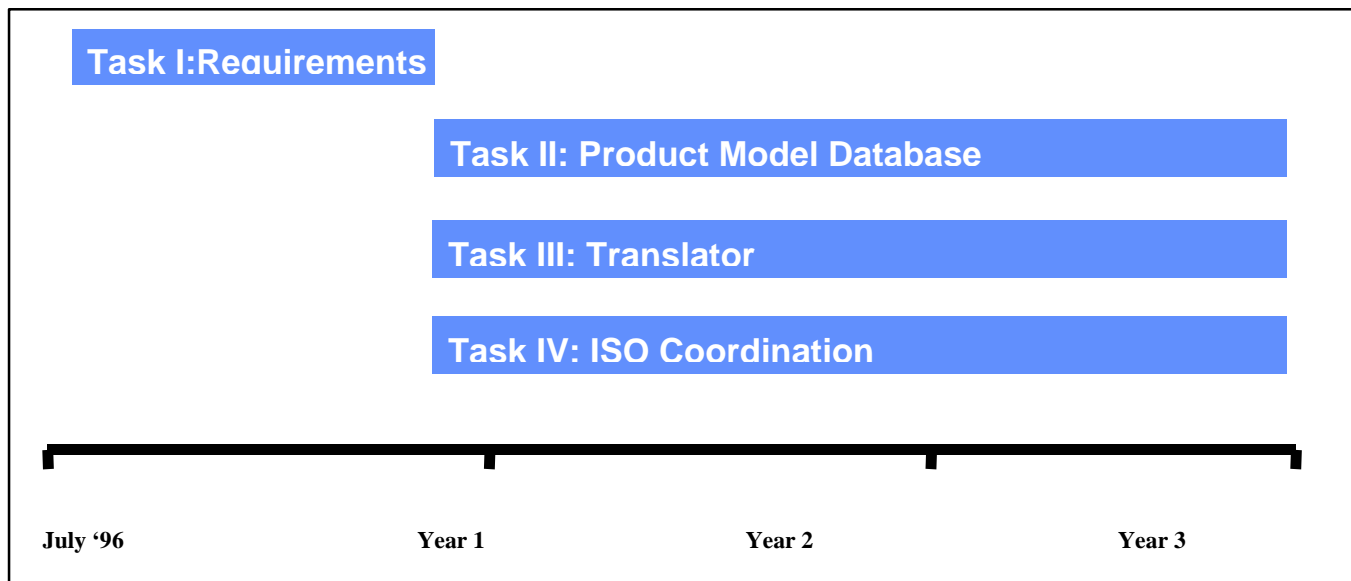 Task I:Requirements
Task II: Product Model Database
Task III: Translator
Task IV: ISO Coordination
July ‘96 Year 1 Year 2 Year 3